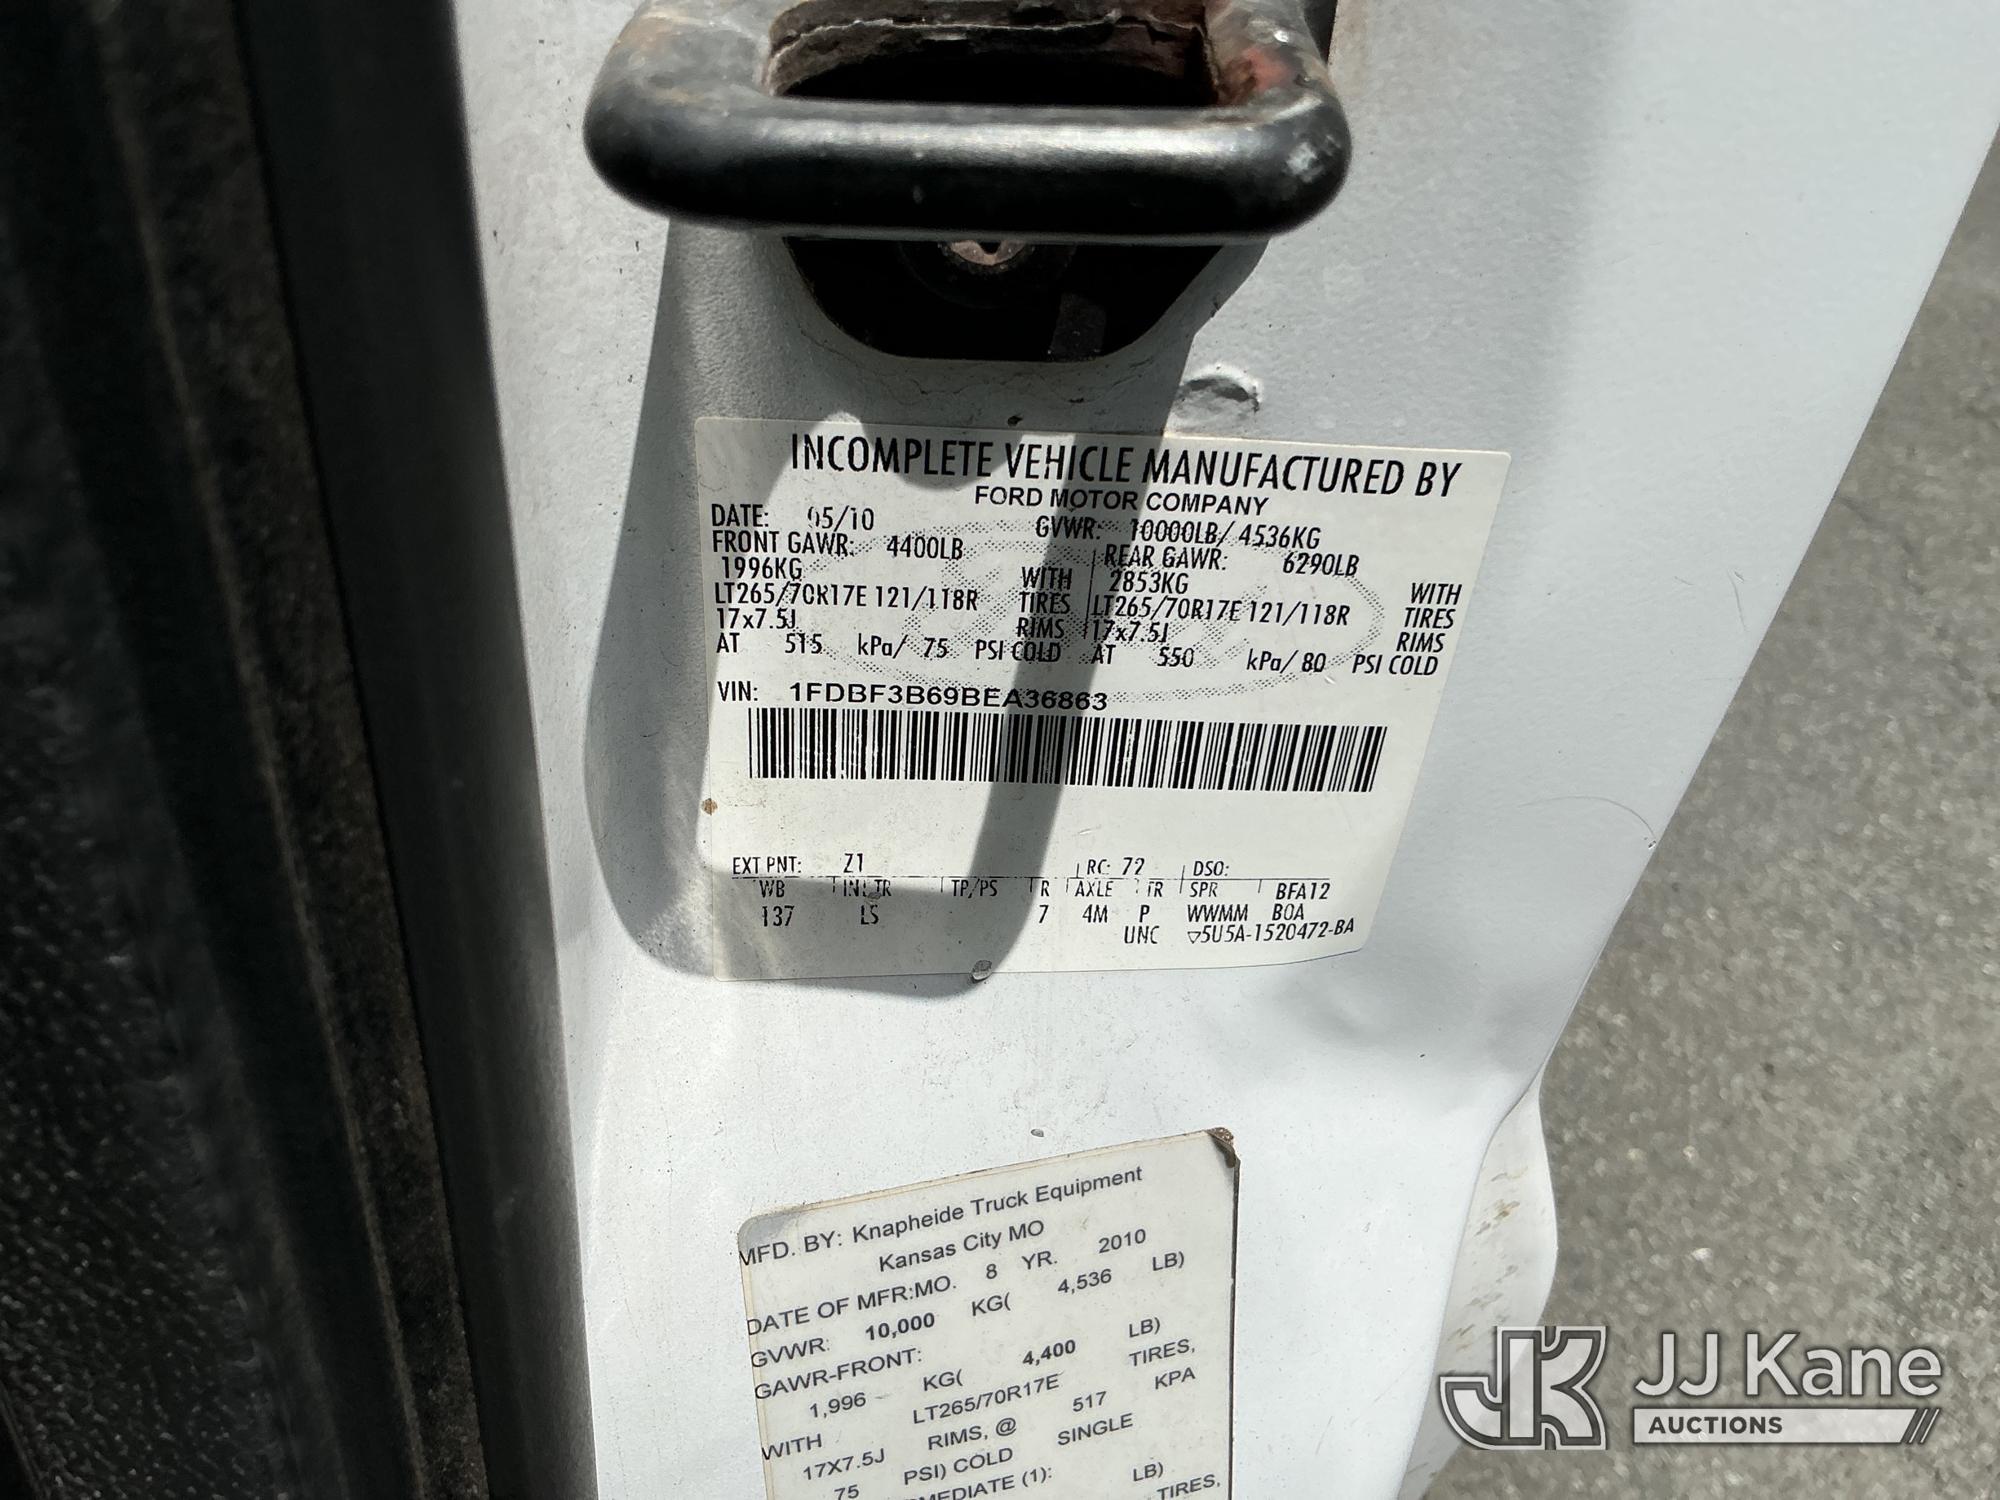 INCOMPLETE VEHICLE MANUFACTURED BY
FORD MOTOR COMPANY
DATE: 05/10 GVWR: 10000LB/ 4536KG
FRONT GAWR: 4400LB REAR GAWR: 6290LB
1996KG WITH 2853KG WITH
LT265/70R17E 121/118R TIRES LT265/70R17E 121/118R TIRES
17x7.5J RIMS 17x7.5J RIMS
AT 515 kPa/ 75 PSI COLD AT 550 kPa/ 80 PSI COLD
VIN: 1FDBF3B69BEA36863
EXT PNT: Z1 RC: 72 DSO:
WB INT TR TP/PS R AXLE TR SPR BFA12
137 LS 7 4M P WWMM BOA
UNC ▽5U5A-1520472-BA
MFD. BY: Knapheide Truck Equipment
Kansas City MO
DATE OF MFR:MO. 8 YR. 2010
GVWR: 10,000 KG( 4,536 LB)
GAWR-FRONT:
1,996 KG( 4,400 LB)
WITH LT265/70R17E TIRES,
17X7.5J RIMS, @ 517 KPA
75 PSI) COLD SINGLE
MEDIATE (1):
LB)
TIRES,
JK JJ Kane
AUCTIONS